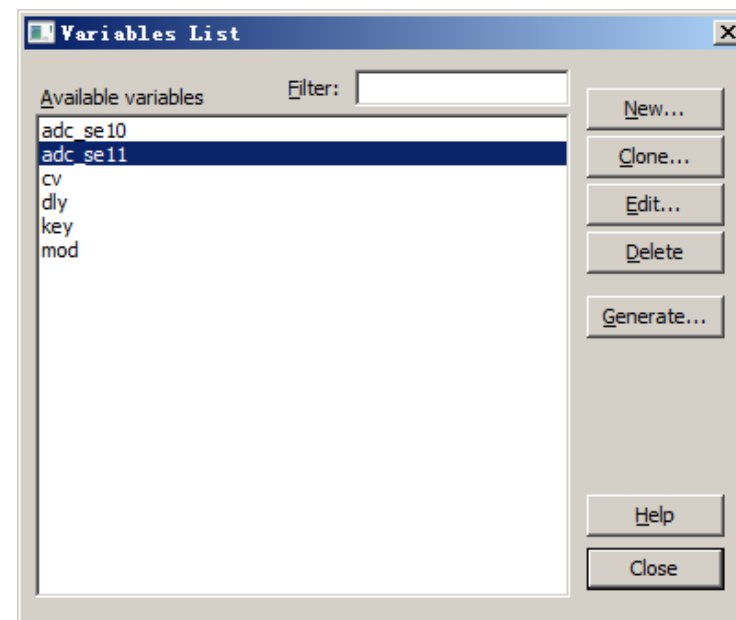 Variables List
Available variables
Filter:
adc_se10
adc_se11
cv
dly
key
mod
New...
Clone...
Edit...
Delete
Generate...
Help
Close